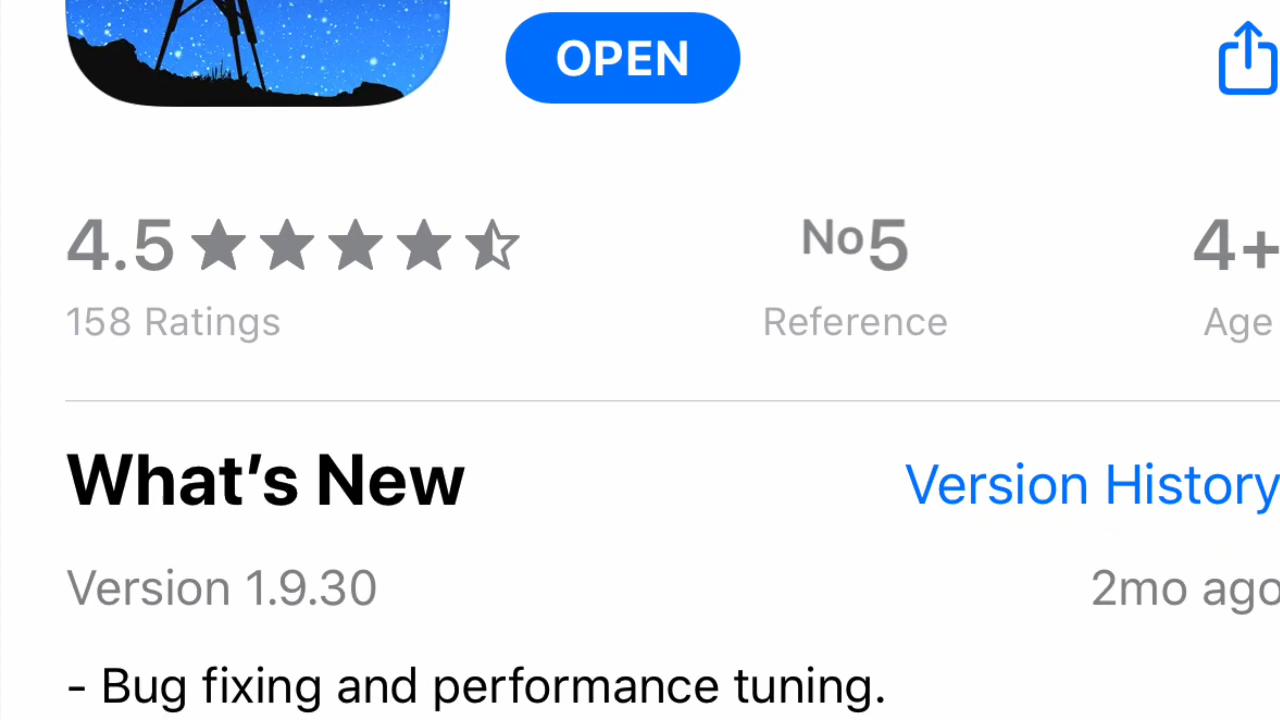 OPEN
4.5
No5
4+
158 Ratings
Reference
Age
What’s New
Version History
Version 1.9.30
2mo ago
- Bug fixing and performance tuning.